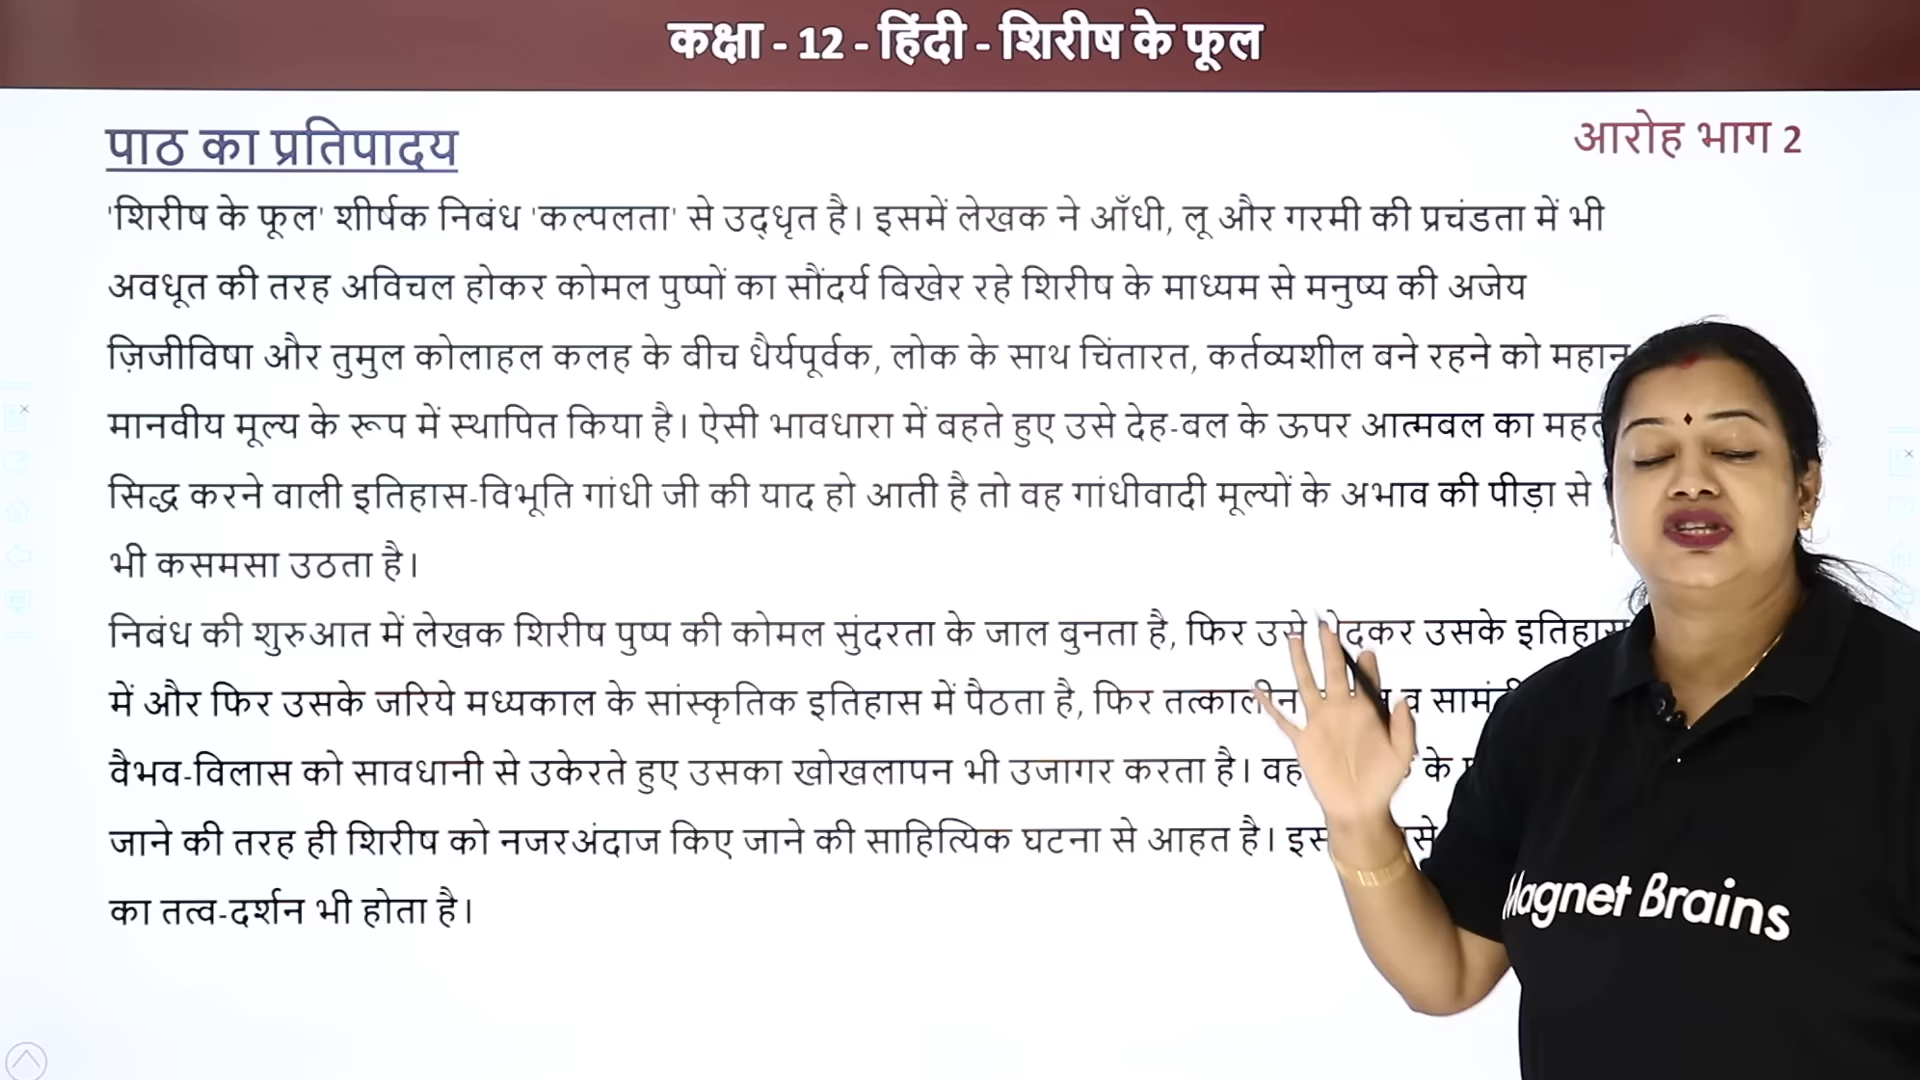 कक्षा - 12 - हिंदी - शिरीष के फूल
पाठ का प्रतिपादय
आरोह भाग 2
'शिरीष के फूल' शीर्षक निबंध 'कल्पलता' से उद्धृत है। इसमें लेखक ने आँधी, लू और गरमी की प्रचंडता में भी
अवधूत की तरह अविचल होकर कोमल पुष्पों का सौंदर्य विखेर रहे शिरीष के माध्यम से मनुष्य की अजेय
ज़िजीविषा और तुमुल कोलाहल कलह के बीच धैर्यपूर्वक, लोक के साथ चिंतारत, कर्तव्यशील बने रहने को महान
मानवीय मूल्य के रूप में स्थापित किया है। ऐसी भावधारा में बहते हुए उसे देह-बल के ऊपर आत्मबल का
सिद्ध करने वाली इतिहास-विभूति गांधी जी की याद हो आती है तो वह गांधीवादी मूल्यों के अभाव की पीड़ा से
भी कसमसा उठता है।
निबंध की शुरुआत में लेखक शिरीष पुष्प की कोमल सुंदरता के जाल बुनता है, फिर उसे उसके इतिहास
में और फिर उसके जरिये मध्यकाल के सांस्कृतिक इतिहास में पैठता है, फिर तत्कालीन व
वैभव-विलास को सावधानी से उकेरते हुए उसका खोखलापन भी उजागर करता है। वह के
जाने की तरह ही शिरीष को नजरअंदाज किए जाने की साहित्यिक घटना से आहत है।
का तत्व-दर्शन भी होता है।
Magnet Brains